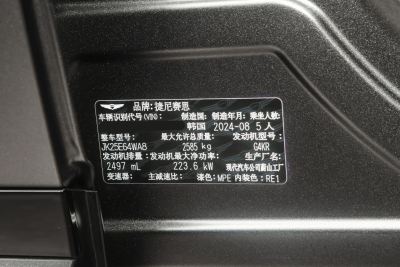 品牌: 捷尼赛思
车辆识别代号(VIN): 制造国: 制造年月: 乘坐人数:
韩国 2024-08 5人
整车型号: 最大允许总质量: 发动机型号:
JK25E64WA8 2585 kg G4KR
发动机排量: 最大净功率: 生产厂名:
2497 mL 223.6 kW 现代汽车公司蔚山工厂
变速器: 主减速比: 漆色: MPE 内装色: RE1